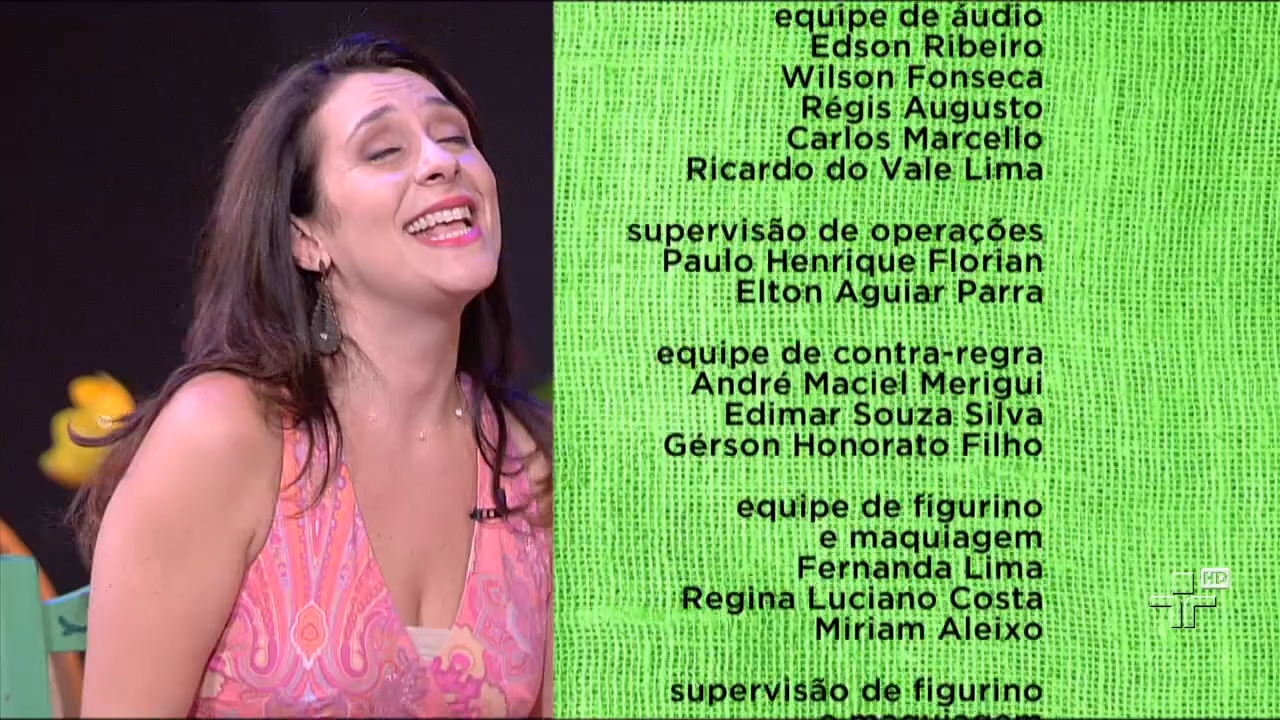 equipe de áudio
Edson Ribeiro
Wilson Fonseca
Régis Augusto
Carlos Marcello
Ricardo do Vale Lima
supervisão de operações
Paulo Henrique Florian
Elton Aguiar Parra
equipe de contra-regra
André Maciel Merigui
Edimar Souza Silva
Gérson Honorato Filho
equipe de figurino
e maquiagem
Fernanda Lima
Regina Luciano Costa
Miriam Aleixo
HD
supervisão de figurino
e maquiagem